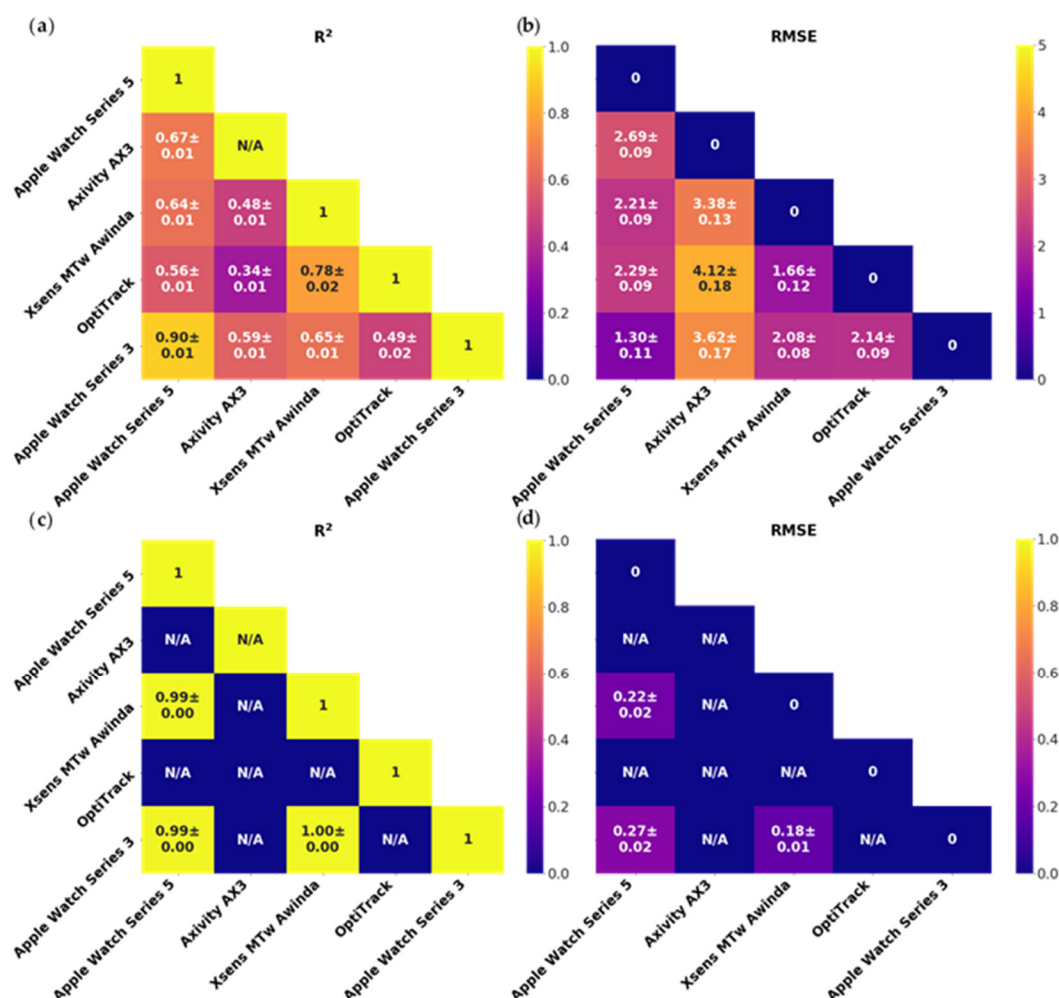 (a)
R²
1.0
0.8
0.6
0.4
0.2
0.0
Apple Watch Series 5
Axivity AX3
Xsens MTw Awinda
OptiTrack
Apple Watch Series 3
1
0.67±
0.01
N/A
0.64±
0.01
0.48±
0.01
1
0.56±
0.01
0.34±
0.01
0.78±
0.02
1
0.90±
0.01
0.59±
0.01
0.65±
0.01
0.49±
0.02
1
Apple Watch Series 5
Axivity AX3
Xsens MTw Awinda
OptiTrack
Apple Watch Series 3
(b)
RMSE
5
4
3
2
1
0
0
2.69±
0.09
0
2.21±
0.09
3.38±
0.13
0
2.29±
0.09
4.12±
0.18
1.66±
0.12
0
1.30±
0.11
3.62±
0.17
2.08±
0.08
2.14±
0.09
0
Apple Watch Series 5
Axivity AX3
Xsens MTw Awinda
OptiTrack
Apple Watch Series 3
(c)
R²
1.0
0.8
0.6
0.4
0.2
0.0
Apple Watch Series 5
Axivity AX3
Xsens MTw Awinda
OptiTrack
Apple Watch Series 3
1
N/A
N/A
0.99±
0.00
N/A
1
N/A
N/A
N/A
1
0.99±
0.00
N/A
1.00±
0.00
N/A
1
Apple Watch Series 5
Axivity AX3
Xsens MTw Awinda
OptiTrack
Apple Watch Series 3
(d)
RMSE
1.0
0.8
0.6
0.4
0.2
0.0
0
N/A
N/A
0.22±
0.02
N/A
0
N/A
N/A
N/A
0
0.27±
0.02
N/A
0.18±
0.01
N/A
0
Apple Watch Series 5
Axivity AX3
Xsens MTw Awinda
OptiTrack
Apple Watch Series 3